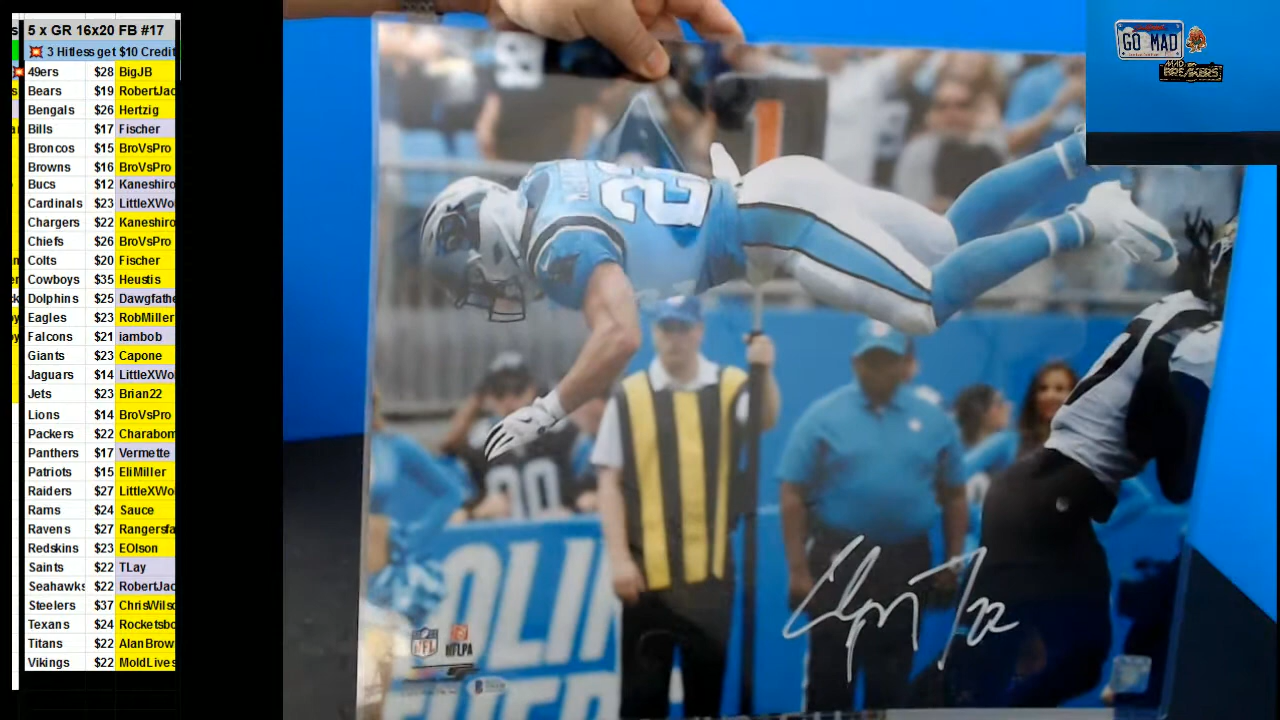 5 x GR 16x20 FB #17
3 Hitless get $10 Credit
49ers $28 BigJB
Bears $19 RobertJac
Bengals $26 Hertzig
Bills $17 Fischer
Broncos $15 BroVsPro
Browns $16 BroVsPro
Bucs $12 Kaneshiro
Cardinals $23 LittleXWo
Chargers $22 Kaneshiro
Chiefs $26 BroVsPro
Colts $20 Fischer
Cowboys $35 Heustis
Dolphins $25 Dawgfathe
Eagles $23 RobMiller
Falcons $21 iambob
Giants $23 Capone
Jaguars $14 LittleXWo
Jets $23 Brian22
Lions $14 BroVsPro
Packers $22 Charabom
Panthers $17 Vermette
Patriots $15 EliMiller
Raiders $27 LittleXWo
Rams $24 Sauce
Ravens $27 Rangersfa
Redskins $23 EOlson
Saints $22 TLay
Seahawks $22 RobertJac
Steelers $37 ChrisWilso
Texans $24 Rocketsbo
Titans $22 AlanBrow
Vikings $22 MoldLives
GO MAD
MAD
BREAKERS
22
NFL
NFLPA